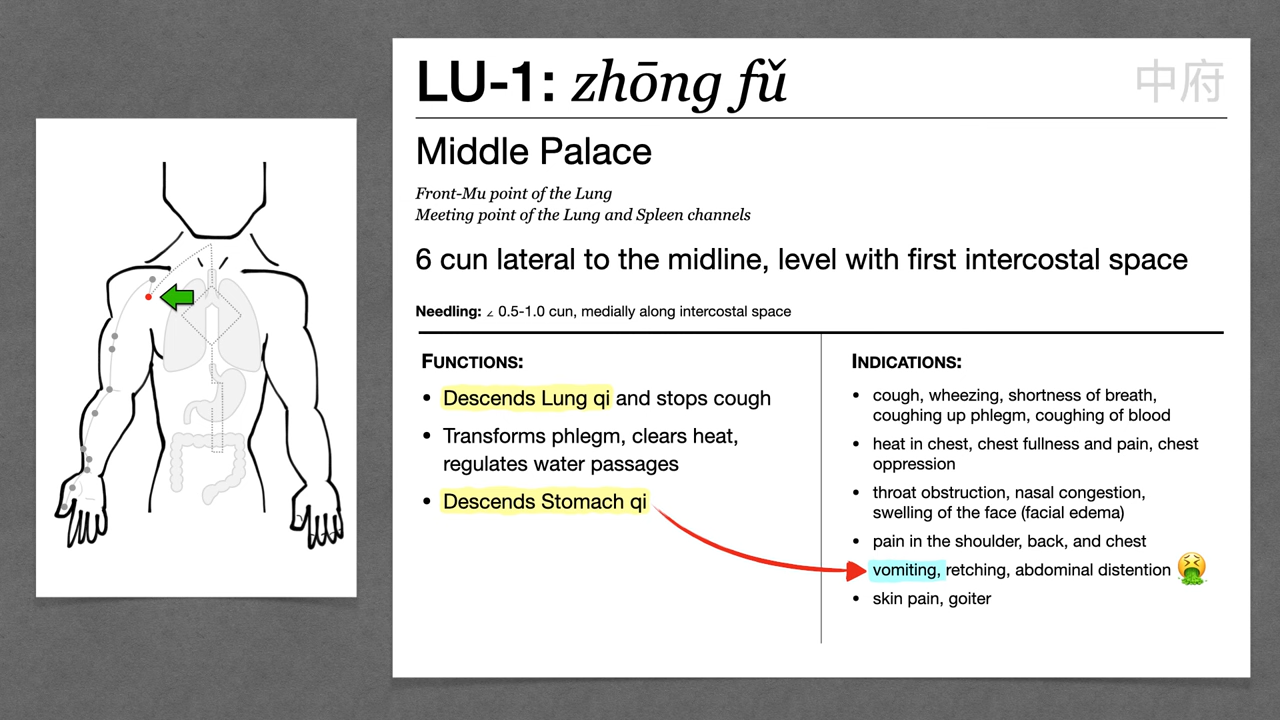 LU-1: zhōng fǔ
中府
Middle Palace
Front-Mu point of the Lung
Meeting point of the Lung and Spleen channels
6 cun lateral to the midline, level with first intercostal space
Needling: ∠ 0.5-1.0 cun, medially along intercostal space
FUNCTIONS:
• Descends Lung qi and stops cough
• Transforms phlegm, clears heat,
regulates water passages
• Descends Stomach qi
INDICATIONS:
• cough, wheezing, shortness of breath,
coughing up phlegm, coughing of blood
• heat in chest, chest fullness and pain, chest
oppression
• throat obstruction, nasal congestion,
swelling of the face (facial edema)
• pain in the shoulder, back, and chest
• vomiting, retching, abdominal distention 🤮
• skin pain, goiter